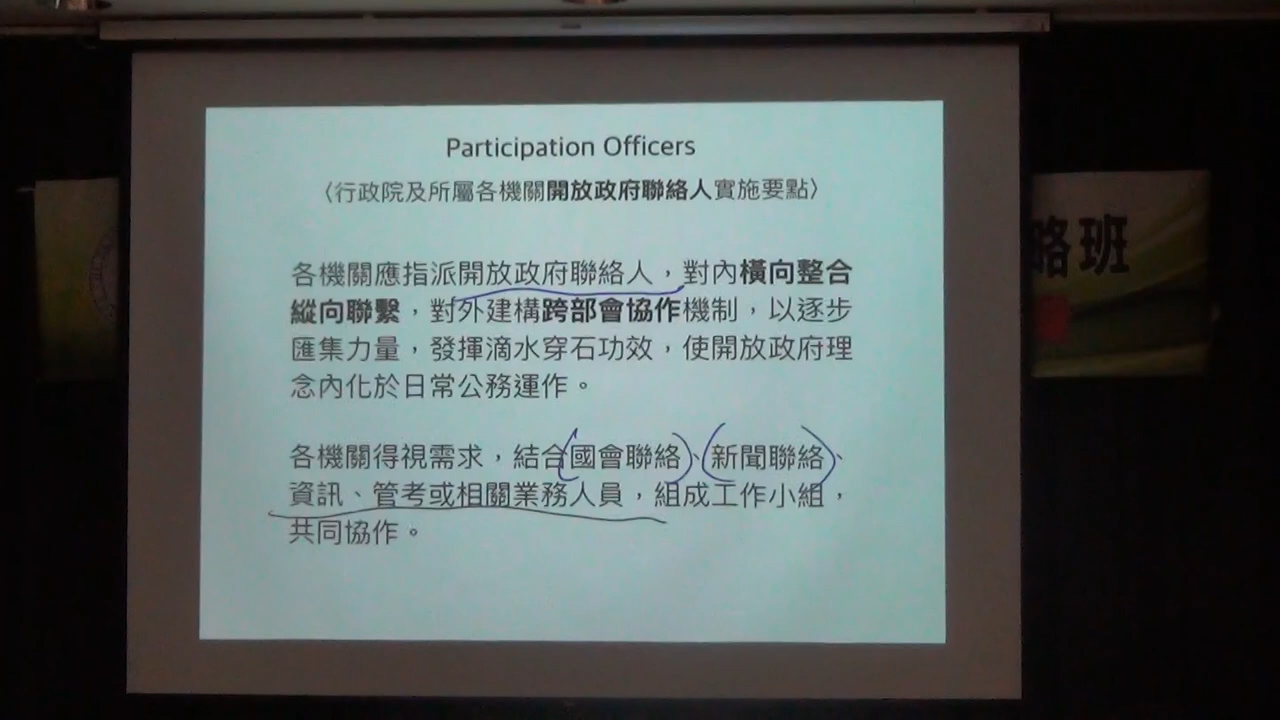 Participation Officers
〈行政院及所屬各機關開放政府聯絡人實施要點〉
各機關應指派開放政府聯絡人，對內橫向整合
縱向聯繫，對外建構跨部會協作機制，以逐步
匯集力量，發揮滴水穿石功效，使開放政府理
念內化於日常公務運作。
各機關得視需求，結合國會聯絡、新聞聯絡、
資訊、管考或相關業務人員，組成工作小組，
共同協作。
略班